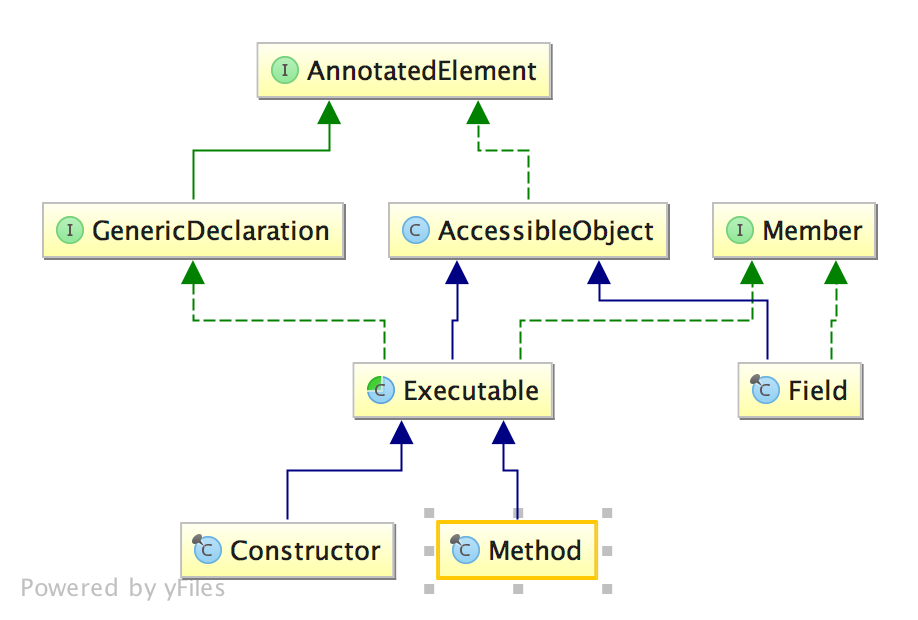 I AnnotatedElement
I GenericDeclaration
C AccessibleObject
I Member
C Executable
C Field
C Constructor
C Method
Powered by yFiles